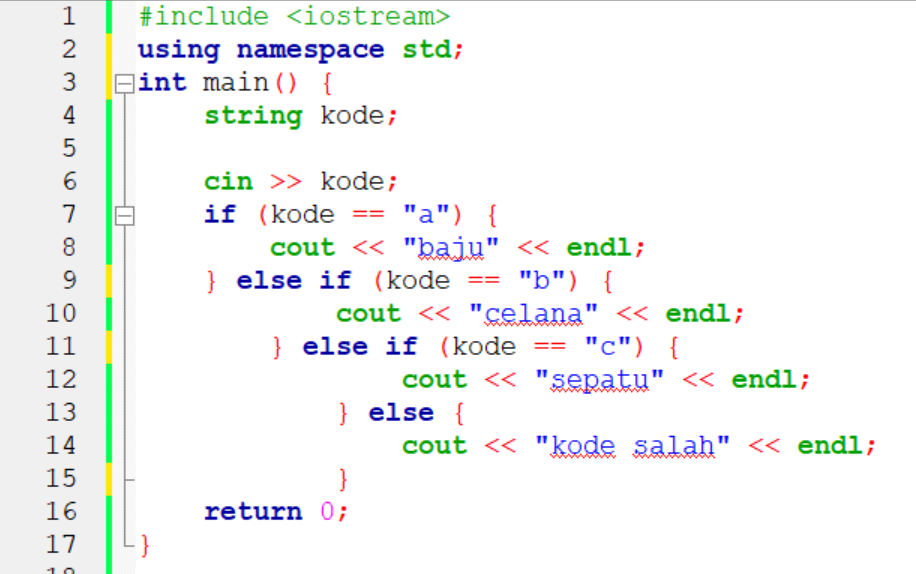 1 #include <iostream>
2 using namespace std;
3 int main() {
4     string kode;
5
6     cin >> kode;
7     if (kode == "a") {
8         cout << "baju" << endl;
9     } else if (kode == "b") {
10             cout << "celana" << endl;
11         } else if (kode == "c") {
12                 cout << "sepatu" << endl;
13             } else {
14                 cout << "kode salah" << endl;
15             }
16     return 0;
17 }